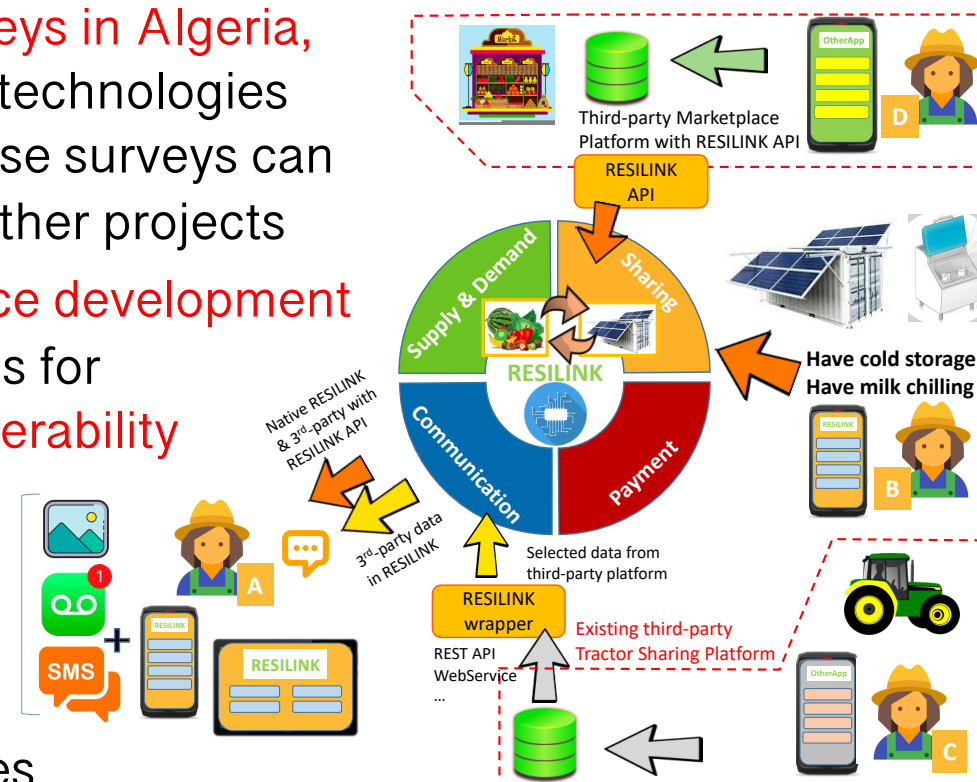 eys in Algeria,
technologies
se surveys can
ther projects
ce development
s for
erability
es
Market
OtherApp
D
Third-party Marketplace
Platform with RESILINK API
RESILINK
API
Supply & Demand
Sharing
RESILINK
Communication
Payment
Have cold storage
Have milk chilling
RESILINK
B
Native RESILINK
& 3rd-party with
RESILINK API
3rd-party data
in RESILINK
A
1
SMS
+
RESILINK
RESILINK
Selected data from
third-party platform
RESILINK
wrapper
REST API
WebService
...
Existing third-party
Tractor Sharing Platform
OtherApp
C